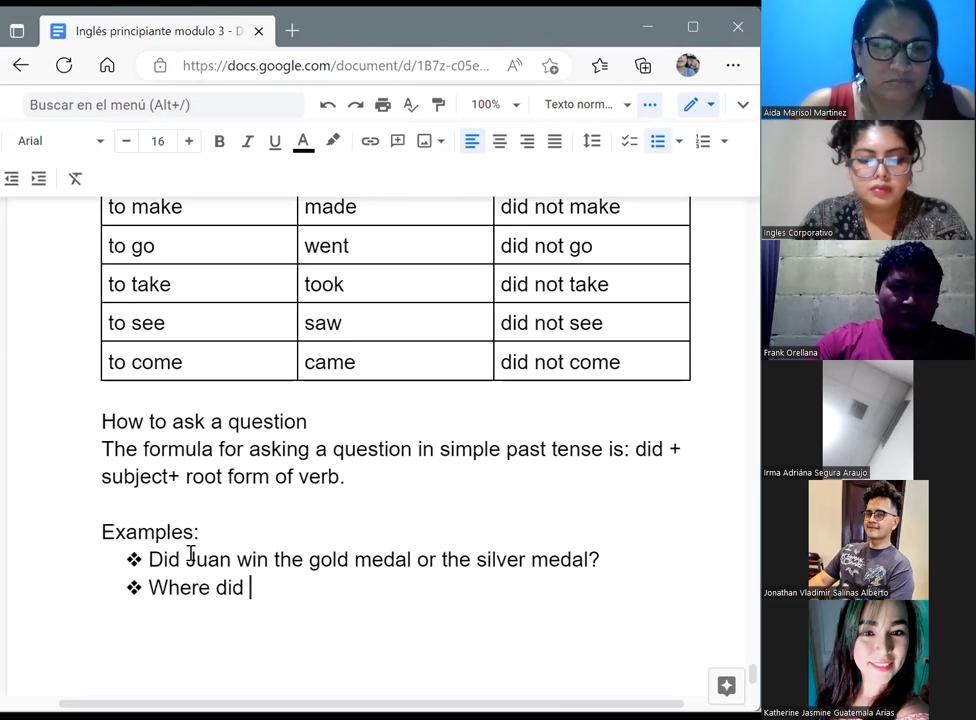 Inglés principiante modulo 3 - D
https://docs.google.com/document/d/1B7z-c05e...
Buscar en el menú (Alt+/)
100%
Texto norm...
Arial
16
to make made did not make
to go went did not go
to take took did not take
to see saw did not see
to come came did not come
How to ask a question
The formula for asking a question in simple past tense is: did +
subject+ root form of verb.
Examples:
❖ Did Juan win the gold medal or the silver medal?
❖ Where did
Aida Marisol Martinez
Ingles Corporativo
Frank Orellana
Irma Adriána Segura Araujo
Jonathan Vladimir Salinas Alberto
Katherine Jasmine Guatemala Arias